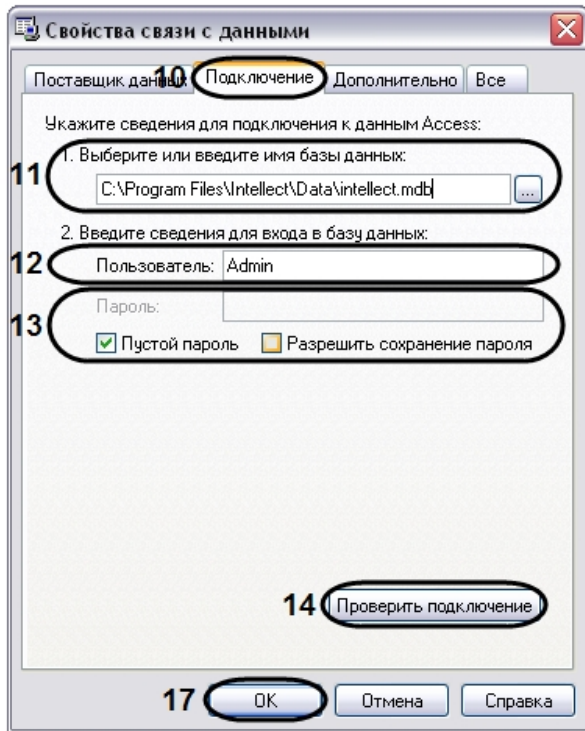 Свойства связи с данными
Поставщик данных 10 Подключение Дополнительно Все
Укажите сведения для подключения к данным Access:
11 1. Выберите или введите имя базы данных:
C:\Program Files\Intellect\Data\intellect.mdb ...
2. Введите сведения для входа в базу данных:
12 Пользователь: Admin
Пароль:
13
Пустой пароль Разрешить сохранение пароля
14 Проверить подключение
17 OK Отмена Справка